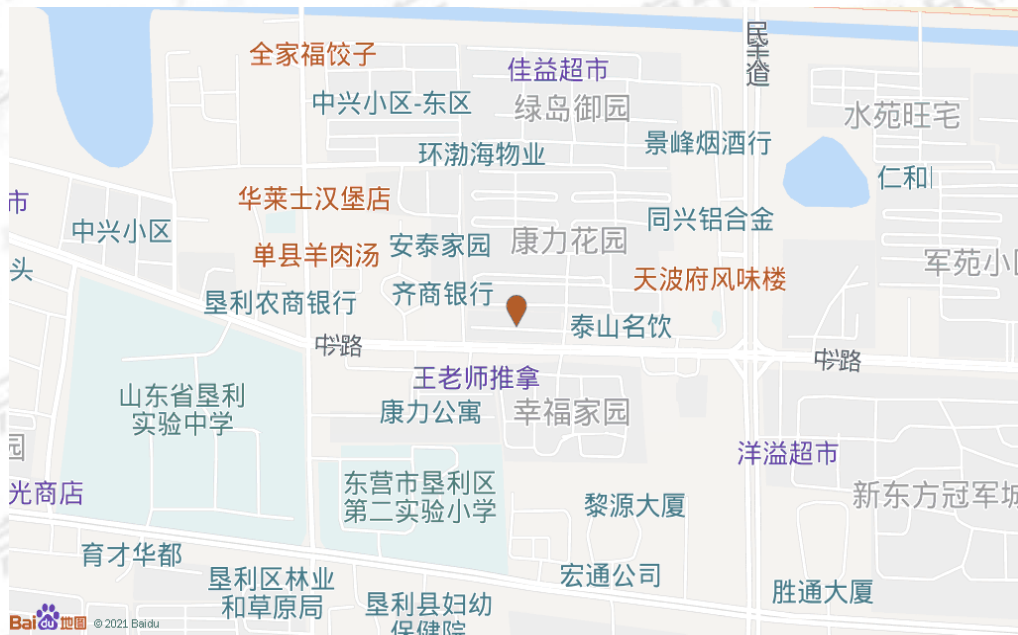 全家福饺子
佳益超市
民主道
中兴小区-东区
绿岛御园
水苑旺宅
景峰烟酒行
环渤海物业
仁和
市
华莱士汉堡店
中兴小区
同兴铝合金
康力花园
安泰家园
单县羊肉汤
军苑小区
头
天波府风味楼
齐商银行
垦利农商银行
泰山名饮
中兴路
中兴路
王老师推拿
山东省垦利
实验中学
康力公寓
幸福家园
园
洋溢超市
东营市垦利区
第二实验小学
光商店
黎源大厦
新东方冠军城
育才华都
垦利区林业
和草原局
宏通公司
胜通大厦
垦利县妇幼
保健院
Bai du 地图 © 2021 Baidu